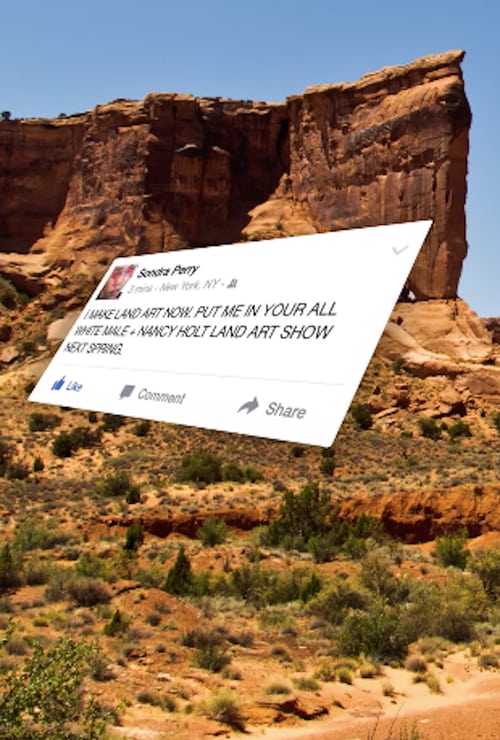 Sondra Perry
3 mins - New York, NY -
I MAKE LAND ART NOW. PUT ME IN YOUR ALL
WHITE MALE + NANCY HOLT LAND ART SHOW
NEXT SPRING.
Like Comment Share